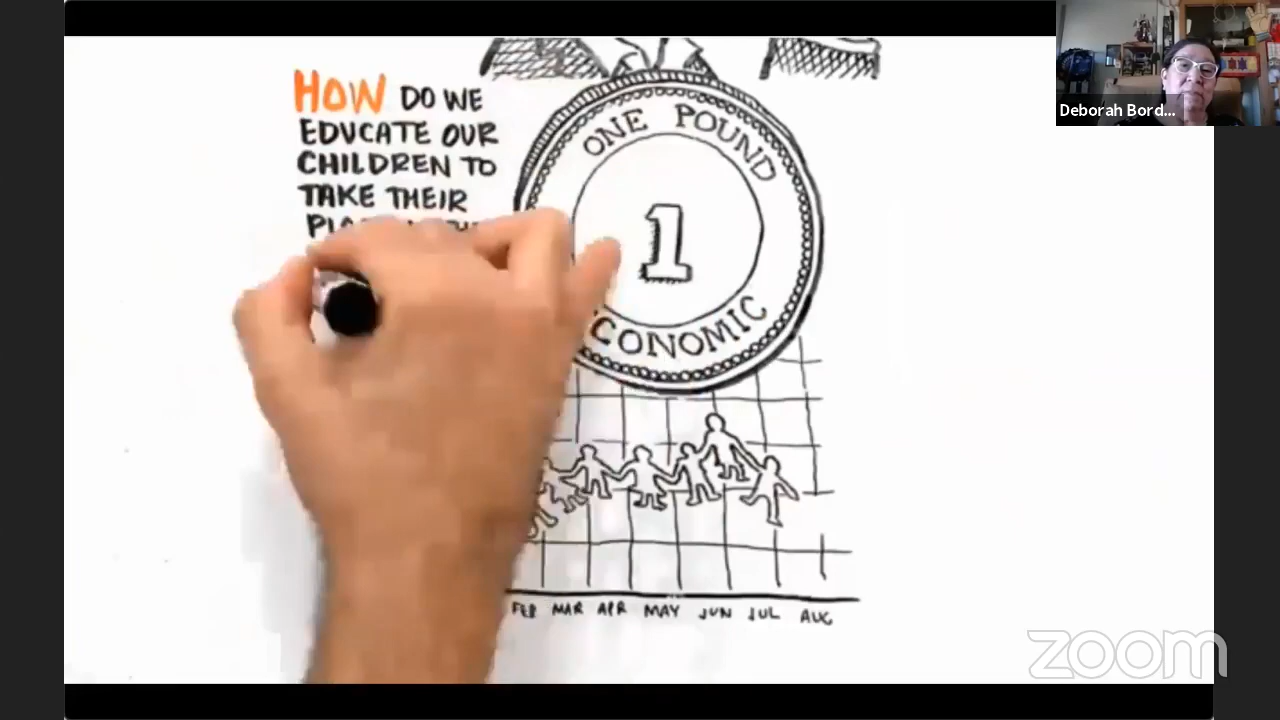 HOW DO WE
EDUCATE OUR
CHILDREN TO
TAKE THEIR
ONE POUND
1
ECONOMIC
FEB MAR APR MAY JUN JUL AUG
Deborah Bord...
zoom